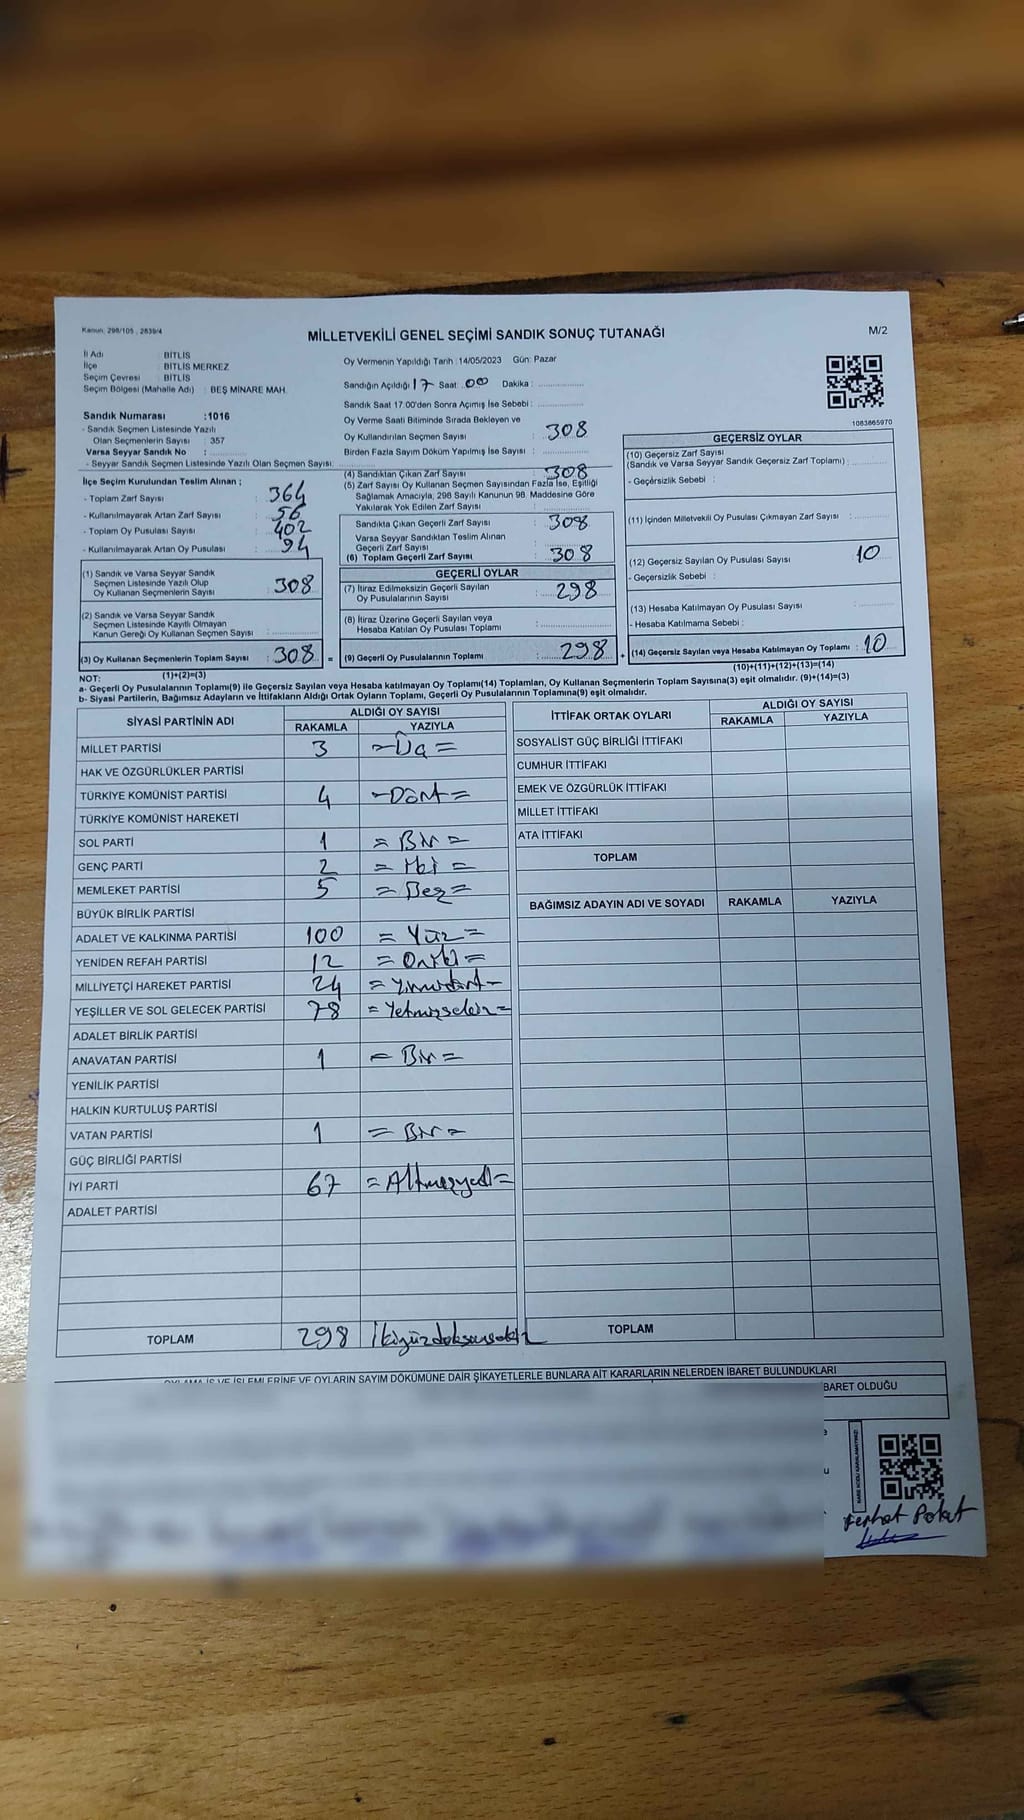 Kanun: 298/105 , 2839/4
MİLLETVEKİLİ GENEL SEÇİMİ SANDIK SONUÇ TUTANAĞI
M/2
İl Adı : BİTLİS
İlçe : BİTLİS MERKEZ
Seçim Çevresi : BİTLİS
Seçim Bölgesi (Mahalle Adı) : BEŞ MİNARE MAH.
Sandık Numarası :1016
- Sandık Seçmen Listesinde Yazılı
Olan Seçmenlerin Sayısı : 357
Varsa Seyyar Sandık No :
- Seyyar Sandık Seçmen Listesinde Yazılı Olan Seçmen Sayısı:
Oy Vermenin Yapıldığı Tarih :14/05/2023 Gün: Pazar
Sandığın Açıldığı 17 Saat: 00 Dakika :
Sandık Saat 17:00'den Sonra Açımış İse Sebebi :
Oy Verme Saati Bitiminde Sırada Bekleyen ve
Oy Kullandırılan Seçmen Sayısı : 308
Birden Fazla Sayım Döküm Yapılmış İse Sayısı :
1083865970
İlçe Seçim Kurulundan Teslim Alınan ;
- Toplam Zarf Sayısı : 364
- Kullanılmayarak Artan Zarf Sayısı : 56
- Toplam Oy Pusulası Sayısı : 402
- Kullanılmayarak Artan Oy Pusulası : 94
(1) Sandık ve Varsa Seyyar Sandık
Seçmen Listesinde Yazılı Olup
Oy Kullanan Seçmenlerin Sayısı : 308
(2) Sandık ve Varsa Seyyar Sandık
Seçmen Listesinde Kayıtlı Olmayan
Kanun Gereği Oy Kullanan Seçmen Sayısı :
(3) Oy Kullanan Seçmenlerin Toplam Sayısı : 308 =
(4) Sandıktan Çıkan Zarf Sayısı : 308
(5) Zarf Sayısı Oy Kullanan Seçmen Sayısından Fazla İse, Eşitliği
Sağlamak Amacıyla, 298 Sayılı Kanunun 98. Maddesine Göre
Yakılarak Yok Edilen Zarf Sayısı :
Sandıkta Çıkan Geçerli Zarf Sayısı : 308
Varsa Seyyar Sandıktan Teslim Alınan
Geçerli Zarf Sayısı :
(6) Toplam Geçerli Zarf Sayısı : 308
GEÇERLİ OYLAR
(7) İtiraz Edilmeksizin Geçerli Sayılan
Oy Pusulalarının Sayısı : 298
(8) İtiraz Üzerine Geçerli Sayılan veya
Hesaba Katılan Oy Pusulası Toplamı :
(9) Geçerli Oy Pusulalarının Toplamı : 298 +
GEÇERSİZ OYLAR
(10) Geçersiz Zarf Sayısı
(Sandık ve Varsa Seyyar Sandık Geçersiz Zarf Toplamı) :
- Geçersizlik Sebebi :
(11) İçinden Milletvekili Oy Pusulası Çıkmayan Zarf Sayısı :
(12) Geçersiz Sayılan Oy Pusulası Sayısı : 10
- Geçersizlik Sebebi :
(13) Hesaba Katılmayan Oy Pusulası Sayısı :
- Hesaba Katılmama Sebebi :
(14) Geçersiz Sayılan veya Hesaba Katılmayan Oy Toplamı : 10
NOT: (1)+(2)=(3) (10)+(11)+(12)+(13)=(14)
a- Geçerli Oy Pusulalarının Toplamı(9) ile Geçersiz Sayılan veya Hesaba katılmayan Oy Toplamı(14) Toplamları, Oy Kullanan Seçmenlerin Toplam Sayısına(3) eşit olmalıdır. (9)+(14)=(3)
b- Siyasi Partilerin, Bağımsız Adayların ve İttifakların Aldığı Ortak Oyların Toplamı, Geçerli Oy Pusulalarının Toplamına(9) eşit olmalıdır.
SİYASİ PARTİNİN ADI ALDIĞI OY SAYISI
RAKAMLA YAZIYLA
MİLLET PARTİSİ 3 =Üç=
HAK VE ÖZGÜRLÜKLER PARTİSİ
TÜRKİYE KOMÜNİST PARTİSİ 4 =Dört=
TÜRKİYE KOMÜNİST HAREKETİ
SOL PARTİ 1 =Bir=
GENÇ PARTİ 2 =İki=
MEMLEKET PARTİSİ 5 =Beş=
BÜYÜK BİRLİK PARTİSİ
ADALET VE KALKINMA PARTİSİ 100 =Yüz=
YENİDEN REFAH PARTİSİ 12 =Oniki=
MİLLİYETÇİ HAREKET PARTİSİ 24 =Yirmidört=
YEŞİLLER VE SOL GELECEK PARTİSİ 78 =Yetmişsekiz=
ADALET BİRLİK PARTİSİ
ANAVATAN PARTİSİ 1 =Bir=
YENİLİK PARTİSİ
HALKIN KURTULUŞ PARTİSİ
VATAN PARTİSİ 1 =Bir=
GÜÇ BİRLİĞİ PARTİSİ
İYİ PARTİ 67 =Altmışyedi=
ADALET PARTİSİ
TOPLAM 298 İkiyüzdoksansekiz
İTTİFAK ORTAK OYLARI ALDIĞI OY SAYISI
RAKAMLA YAZIYLA
SOSYALİST GÜÇ BİRLİĞİ İTTİFAKI
CUMHUR İTTİFAKI
EMEK VE ÖZGÜRLÜK İTTİFAKI
MİLLET İTTİFAKI
ATA İTTİFAKI
TOPLAM
BAĞIMSIZ ADAYIN ADI VE SOYADI RAKAMLA YAZIYLA
TOPLAM
OYLAMA İŞ VE İŞLEMLERİNE VE OYLARIN SAYIM DÖKÜMÜNE DAİR ŞİKAYETLERLE BUNLARA AİT KARARLARIN NELERDEN İBARET BULUNDUKLARI
BARET OLDUĞU
Ferhat Polat